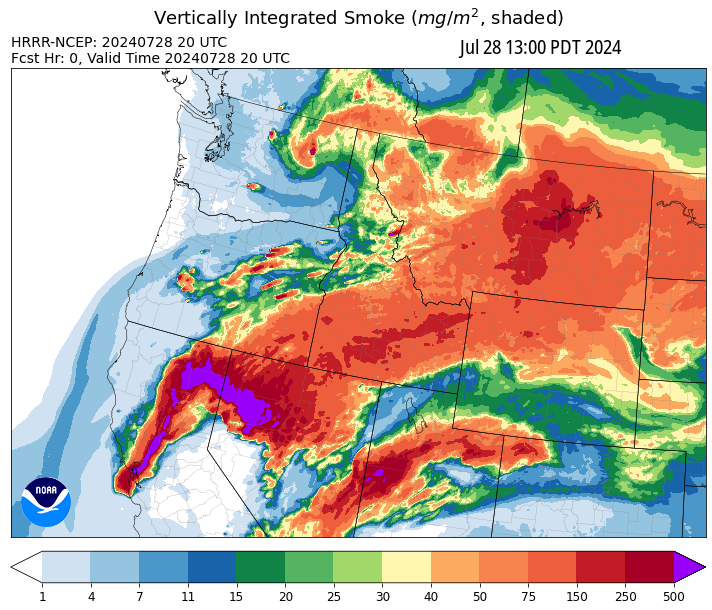 Vertically Integrated Smoke (mg/m², shaded)
HRRR-NCEP: 20240728 20 UTC
Jul 28 13:00 PDT 2024
Fcst Hr: 0, Valid Time 20240728 20 UTC
NOAA
1 4 7 11 15 20 25 30 40 50 75 150 250 500